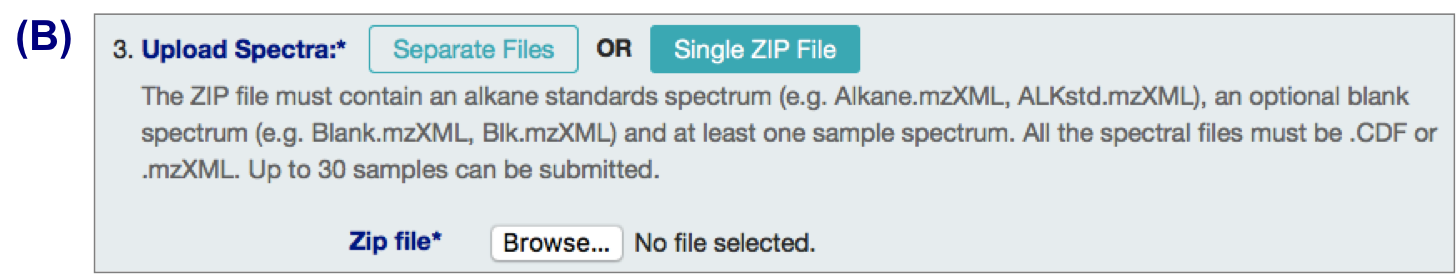 (B)
3. Upload Spectra:* Separate Files OR Single ZIP File
The ZIP file must contain an alkane standards spectrum (e.g. Alkane.mzXML, ALKstd.mzXML), an optional blank
spectrum (e.g. Blank.mzXML, Blk.mzXML) and at least one sample spectrum. All the spectral files must be .CDF or
.mzXML. Up to 30 samples can be submitted.
Zip file* Browse... No file selected.